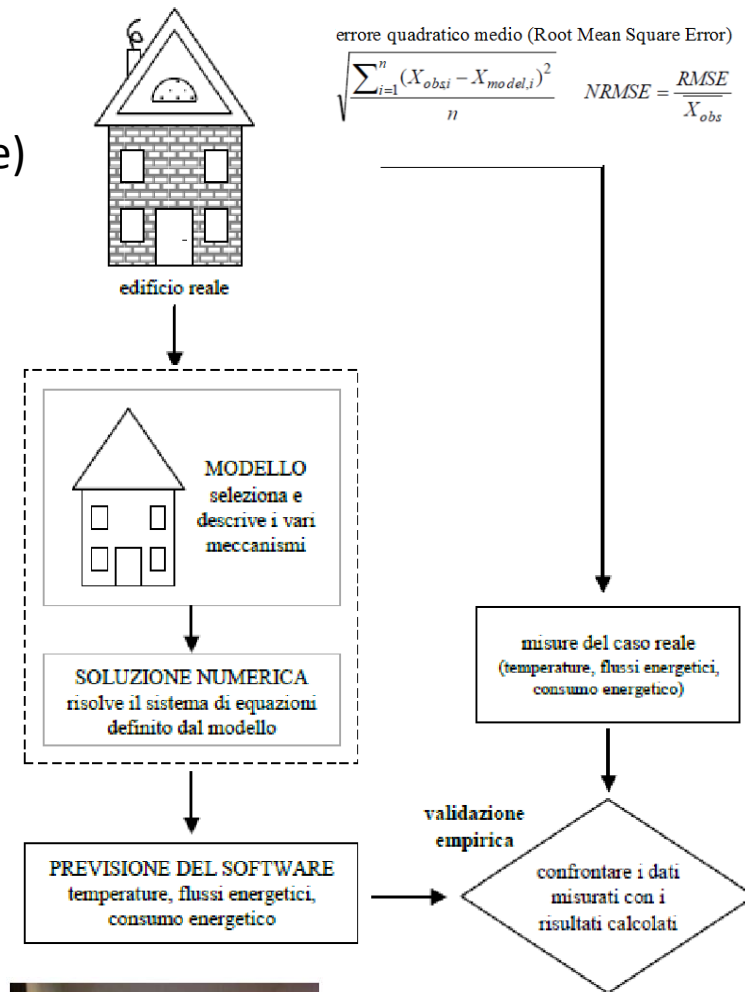 errore quadratico medio (Root Mean Square Error)
\sqrt{\frac{\sum_{i=1}^{n}(X_{obs,i} - X_{model,i})^2}{n}} NRMSE = \frac{RMSE}{\overline{X_{obs}}}
e)
edificio reale
MODELLO
seleziona e
descrive i vari
meccanismi
SOLUZIONE NUMERICA
risolve il sistema di equazioni
definito dal modello
misure del caso reale
(temperature, flussi energetici,
consumo energetico)
PREVISIONE DEL SOFTWARE
temperature, flussi energetici,
consumo energetico
validazione
empirica
confrontare i dati
misurati con i
risultati calcolati